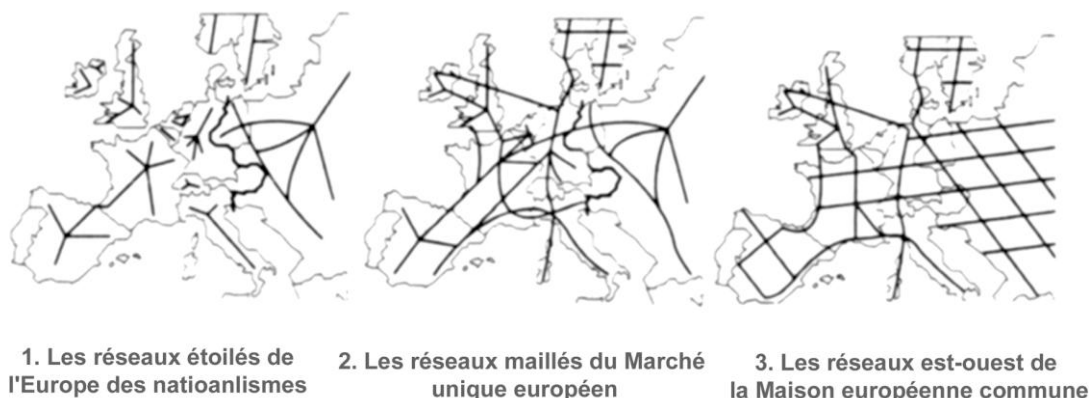 1. Les réseaux étoilés de
l'Europe des natioanlismes
2. Les réseaux maillés du Marché
unique européen
3. Les réseaux est-ouest de
la Maison européenne commune